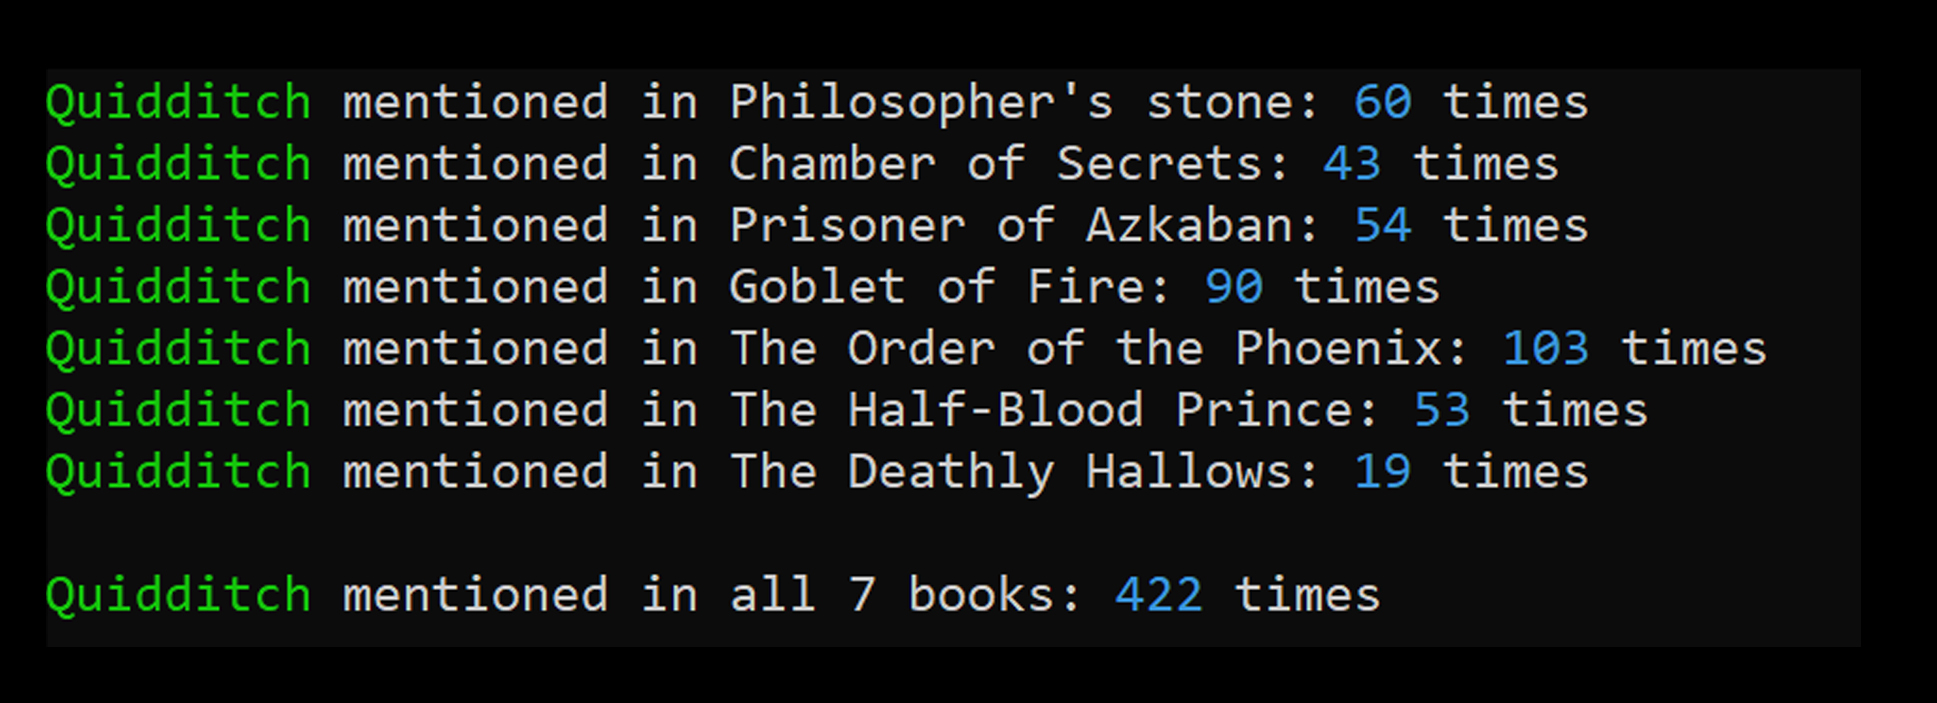 Quidditch mentioned in Philosopher's stone: 60 times
Quidditch mentioned in Chamber of Secrets: 43 times
Quidditch mentioned in Prisoner of Azkaban: 54 times
Quidditch mentioned in Goblet of Fire: 90 times
Quidditch mentioned in The Order of the Phoenix: 103 times
Quidditch mentioned in The Half-Blood Prince: 53 times
Quidditch mentioned in The Deathly Hallows: 19 times
Quidditch mentioned in all 7 books: 422 times